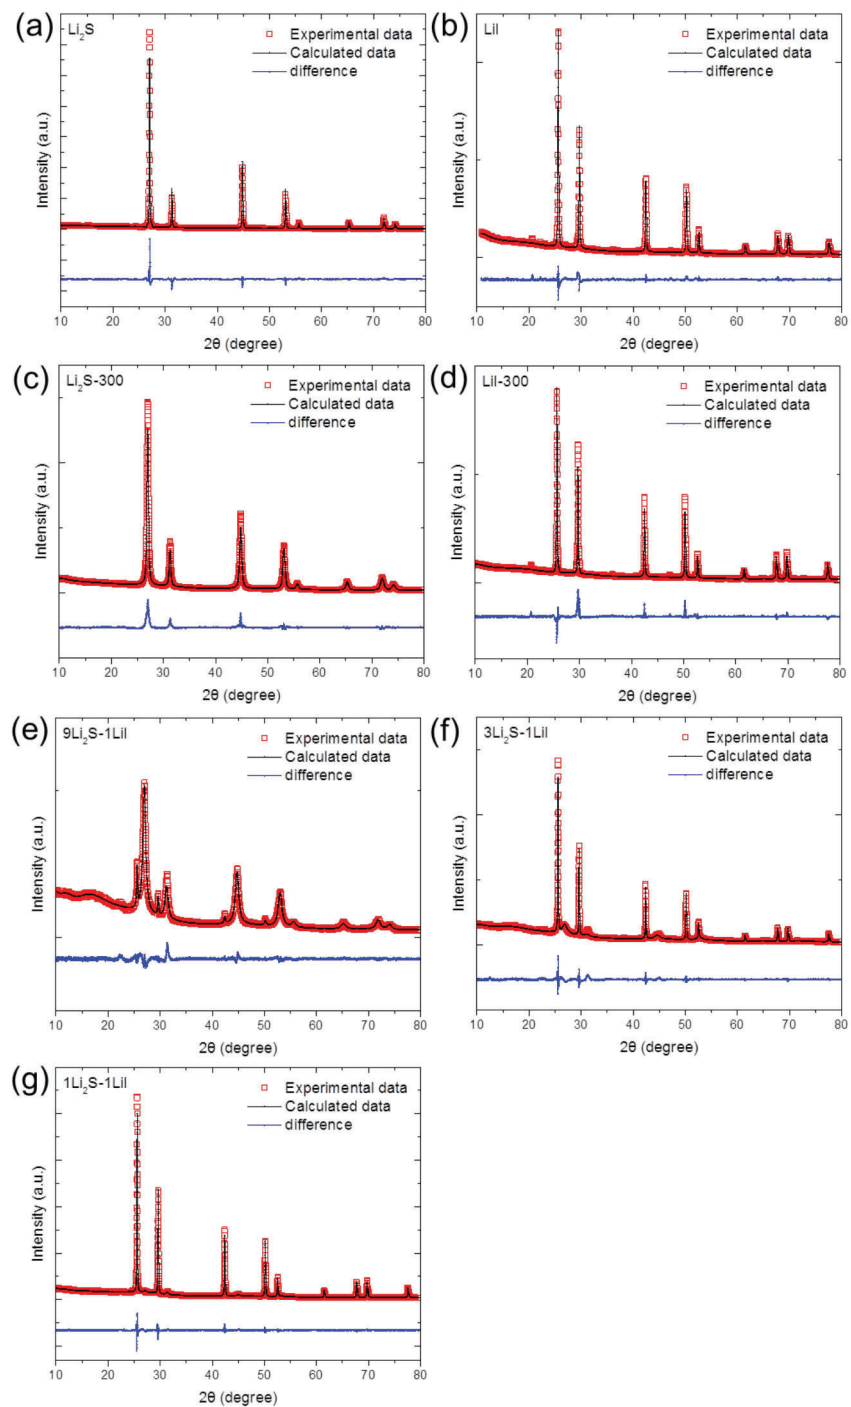 (a)
Li2S
Experimental data
Calculated data
difference
Intensity (a.u.)
10 20 30 40 50 60 70 80
2θ (degree)
(b)
LiI
Experimental data
Calculated data
difference
Intensity (a.u.)
10 20 30 40 50 60 70 80
2θ (degree)
(c)
Li2S-300
Experimental data
Calculated data
difference
Intensity (a.u.)
10 20 30 40 50 60 70 80
2θ (degree)
(d)
LiI-300
Experimental data
Calculated data
difference
Intensity (a.u.)
10 20 30 40 50 60 70 80
2θ (degree)
(e)
9Li2S-1LiI
Experimental data
Calculated data
difference
Intensity (a.u.)
10 20 30 40 50 60 70 80
2θ (degree)
(f)
3Li2S-1LiI
Experimental data
Calculated data
difference
Intensity (a.u.)
10 20 30 40 50 60 70 80
2θ (degree)
(g)
1Li2S-1LiI
Experimental data
Calculated data
difference
Intensity (a.u.)
10 20 30 40 50 60 70 80
2θ (degree)